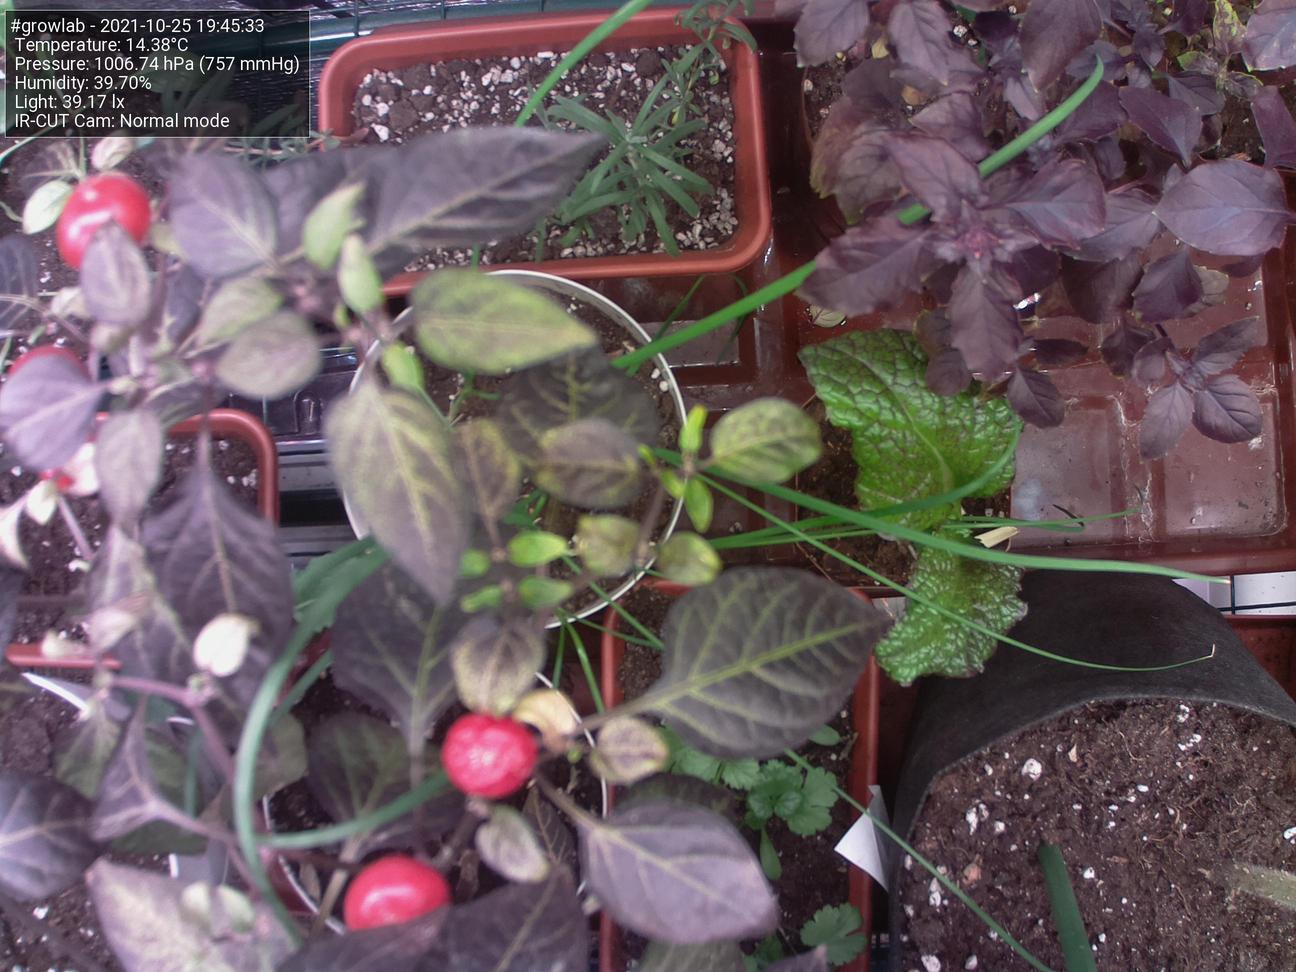 #growlab - 2021-10-25 19:45:33
Temperature: 14.38°C
Pressure: 1006.74 hPa (757 mmHg)
Humidity: 39.70%
Light: 39.17 lx
IR-CUT Cam: Normal mode